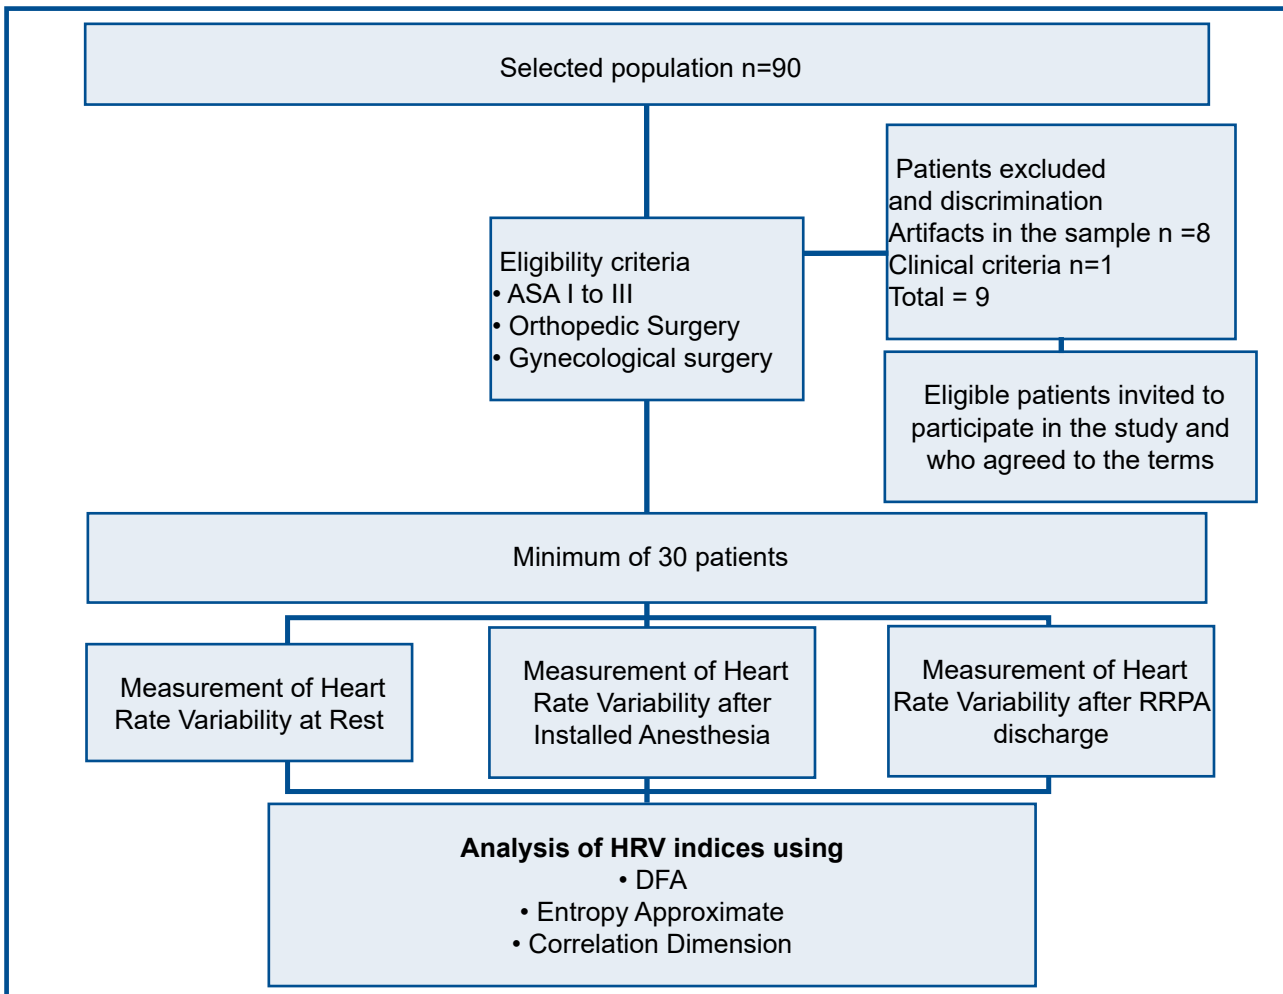 Selected population n=90
Patients excluded
and discrimination
Artifacts in the sample n =8
Clinical criteria n=1
Total = 9
Eligibility criteria
• ASA I to III
• Orthopedic Surgery
• Gynecological surgery
Eligible patients invited to
participate in the study and
who agreed to the terms
Minimum of 30 patients
Measurement of Heart
Rate Variability at Rest
Measurement of Heart
Rate Variability after
Installed Anesthesia
Measurement of Heart
Rate Variability after RRPA
discharge
Analysis of HRV indices using
• DFA
• Entropy Approximate
• Correlation Dimension